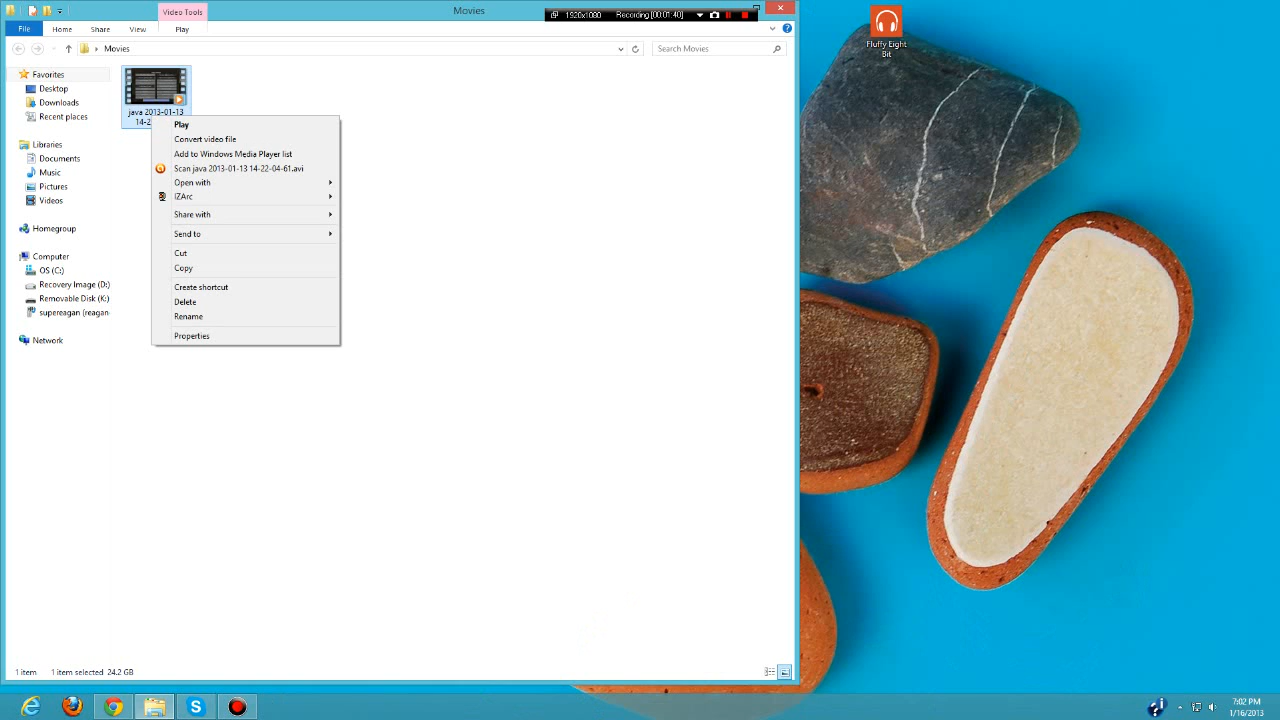 Video Tools
Movies
1920x1080
Recording [00:01:40]
File
Home
Share
View
Play
Movies
Search Movies
Favorites
Desktop
Downloads
Recent places
Libraries
Documents
Music
Pictures
Videos
Homegroup
Computer
OS (C:)
Recovery Image (D:)
Removable Disk (K:)
supereagan (reagan-
Network
java 2013-01-13
14-2
Play
Convert video file
Add to Windows Media Player list
Scan java 2013-01-13 14-22-04-61.avi
Open with
IZArc
Share with
Send to
Cut
Copy
Create shortcut
Delete
Rename
Properties
Fluffy Eight
Bit
1 item
1 item selected 24.2 GB
7:02 PM
1/16/2013